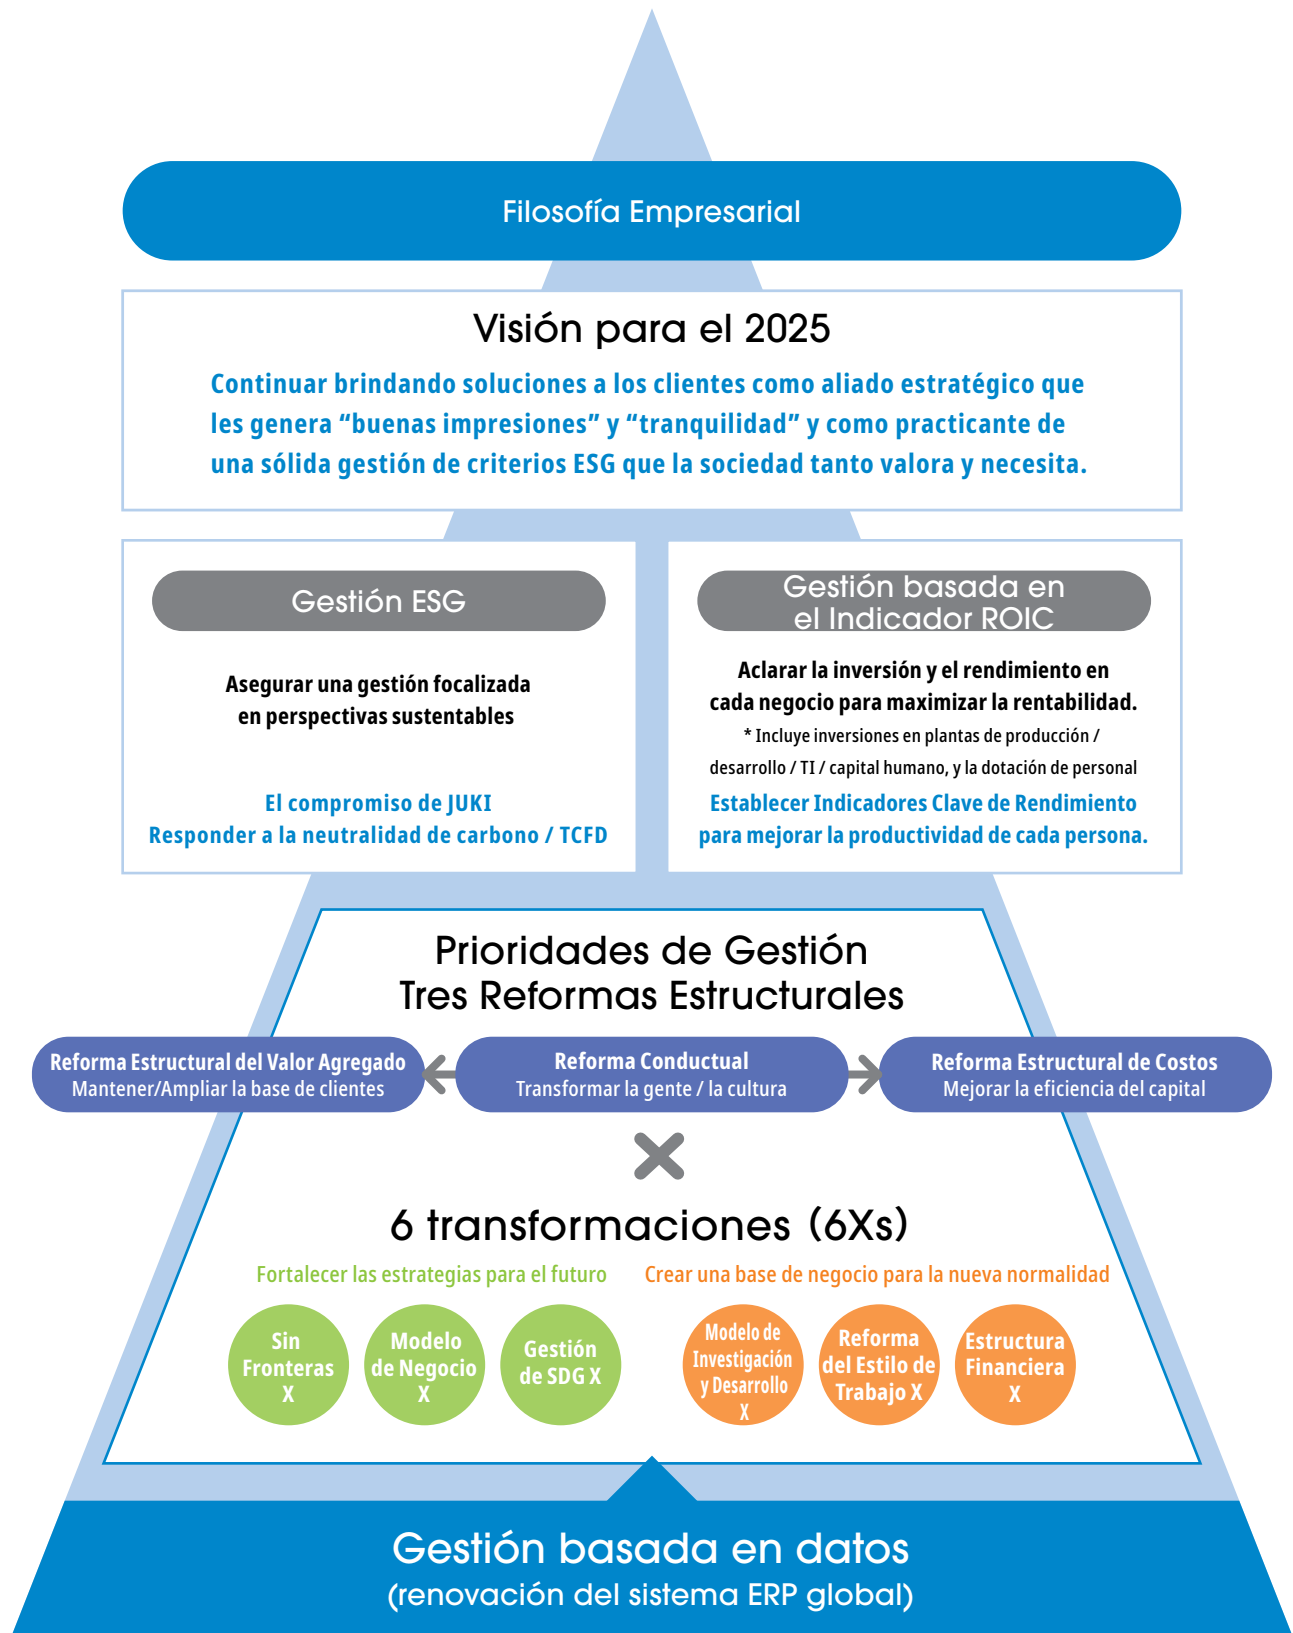 Filosofía Empresarial
Visión para el 2025
Continuar brindando soluciones a los clientes como aliado estratégico que
les genera “buenas impresiones” y “tranquilidad” y como practicante de
una sólida gestión de criterios ESG que la sociedad tanto valora y necesita.
Gestión ESG
Asegurar una gestión focalizada
en perspectivas sustentables
El compromiso de JUKI
Responder a la neutralidad de carbono / TCFD
Gestión basada en
el Indicador ROIC
Aclarar la inversión y el rendimiento en
cada negocio para maximizar la rentabilidad.
* Incluye inversiones en plantas de producción /
desarrollo / TI / capital humano, y la dotación de personal
Establecer Indicadores Clave de Rendimiento
para mejorar la productividad de cada persona.
Prioridades de Gestión
Tres Reformas Estructurales
Reforma Estructural del Valor Agregado
Mantener/Ampliar la base de clientes
Reforma Conductual
Transformar la gente / la cultura
Reforma Estructural de Costos
Mejorar la eficiencia del capital
6 transformaciones (6Xs)
Fortalecer las estrategias para el futuro
Sin
Fronteras
X
Modelo
de Negocio
X
Gestión
de SDG X
Crear una base de negocio para la nueva normalidad
Modelo de
Investigación
y Desarrollo
X
Reforma
del Estilo de
Trabajo X
Estructura
Financiera
X
Gestión basada en datos
(renovación del sistema ERP global)